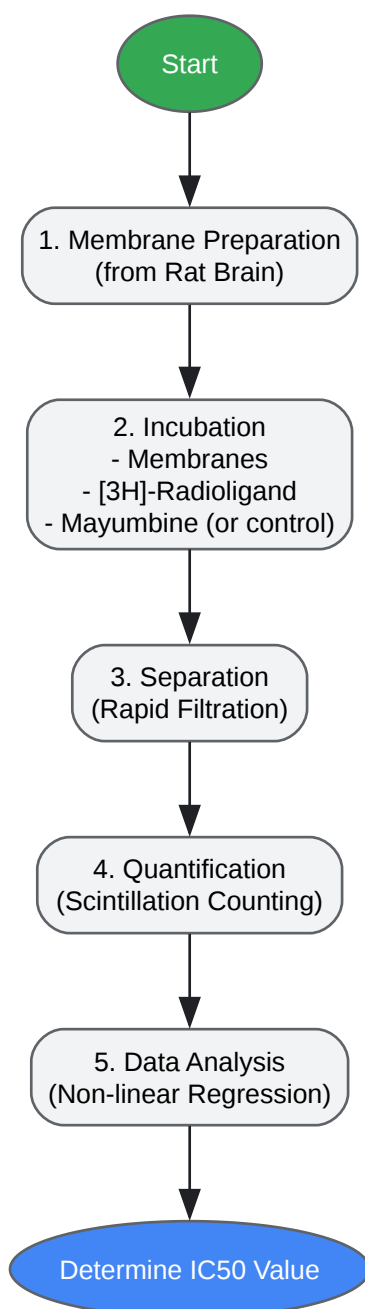 Start
1. Membrane Preparation
(from Rat Brain)
2. Incubation
- Membranes
- [3H]-Radioligand
- Mayumbine (or control)
3. Separation
(Rapid Filtration)
4. Quantification
(Scintillation Counting)
5. Data Analysis
(Non-linear Regression)
Determine IC50 Value